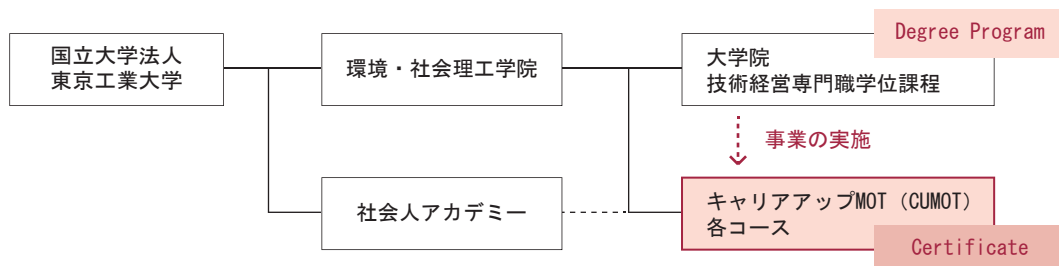 国立大学法人
東京工業大学
環境・社会理工学院
Degree Program
大学院
技術経営専門職学位課程
事業の実施
社会人アカデミー
キャリアアップMOT（CUMOT）
各コース
Certificate